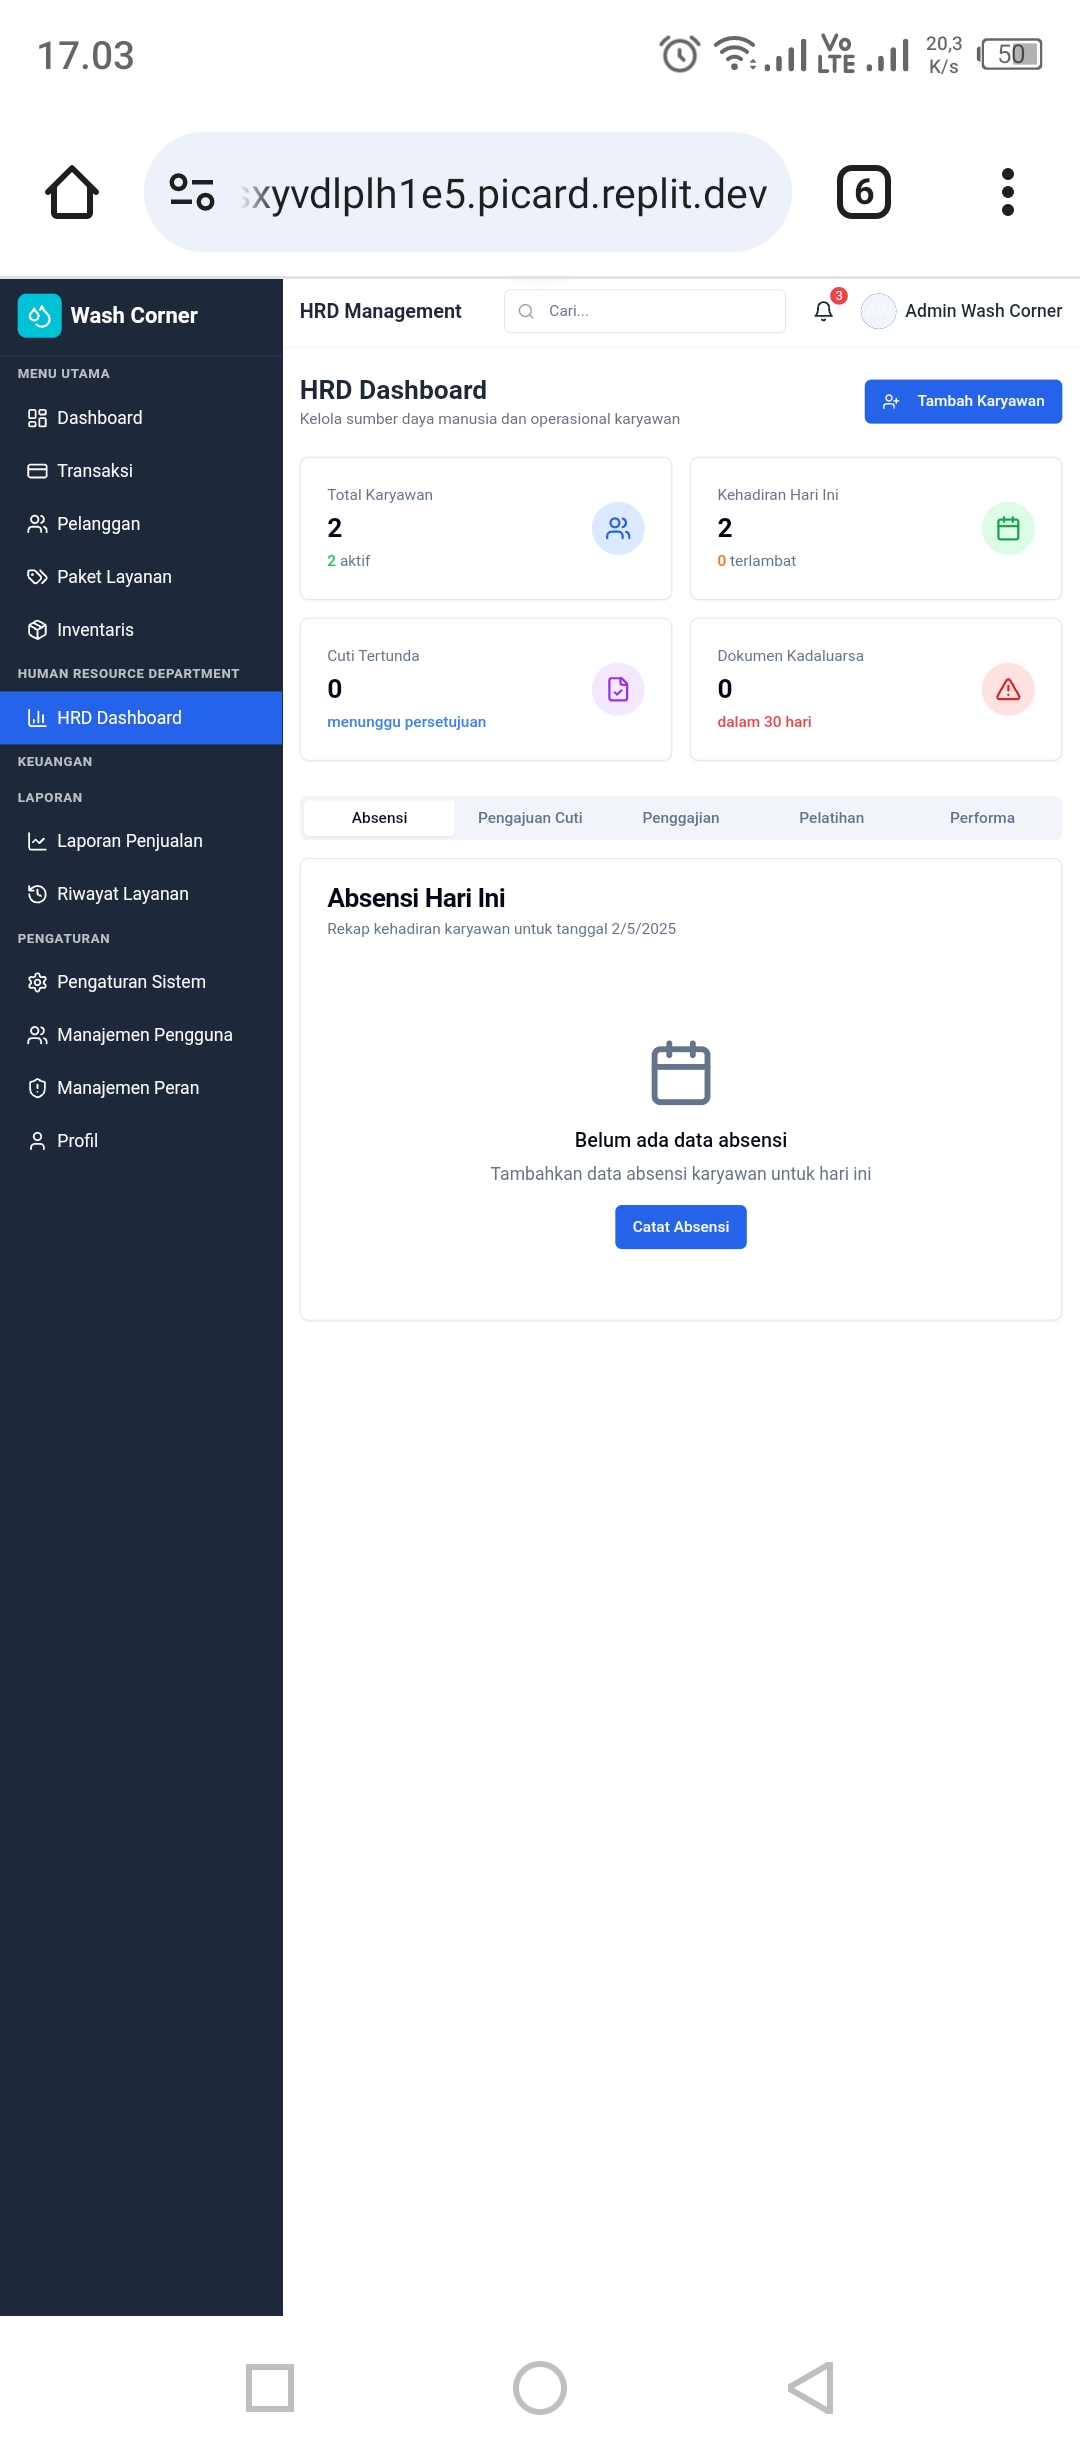 17.03
Vo
LTE
20,3
K/s
50
xyvdlplh1e5.picard.replit.dev
6
Wash Corner
MENU UTAMA
Dashboard
Transaksi
Pelanggan
Paket Layanan
Inventaris
HUMAN RESOURCE DEPARTMENT
HRD Dashboard
KEUANGAN
LAPORAN
Laporan Penjualan
Riwayat Layanan
PENGATURAN
Pengaturan Sistem
Manajemen Pengguna
Manajemen Peran
Profil
HRD Management
Cari...
3
Admin Wash Corner
HRD Dashboard
Kelola sumber daya manusia dan operasional karyawan
Tambah Karyawan
Total Karyawan
2
2 aktif
Kehadiran Hari Ini
2
0 terlambat
Cuti Tertunda
0
menunggu persetujuan
Dokumen Kadaluarsa
0
dalam 30 hari
Absensi
Pengajuan Cuti
Penggajian
Pelatihan
Performa
Absensi Hari Ini
Rekap kehadiran karyawan untuk tanggal 2/5/2025
Belum ada data absensi
Tambahkan data absensi karyawan untuk hari ini
Catat Absensi